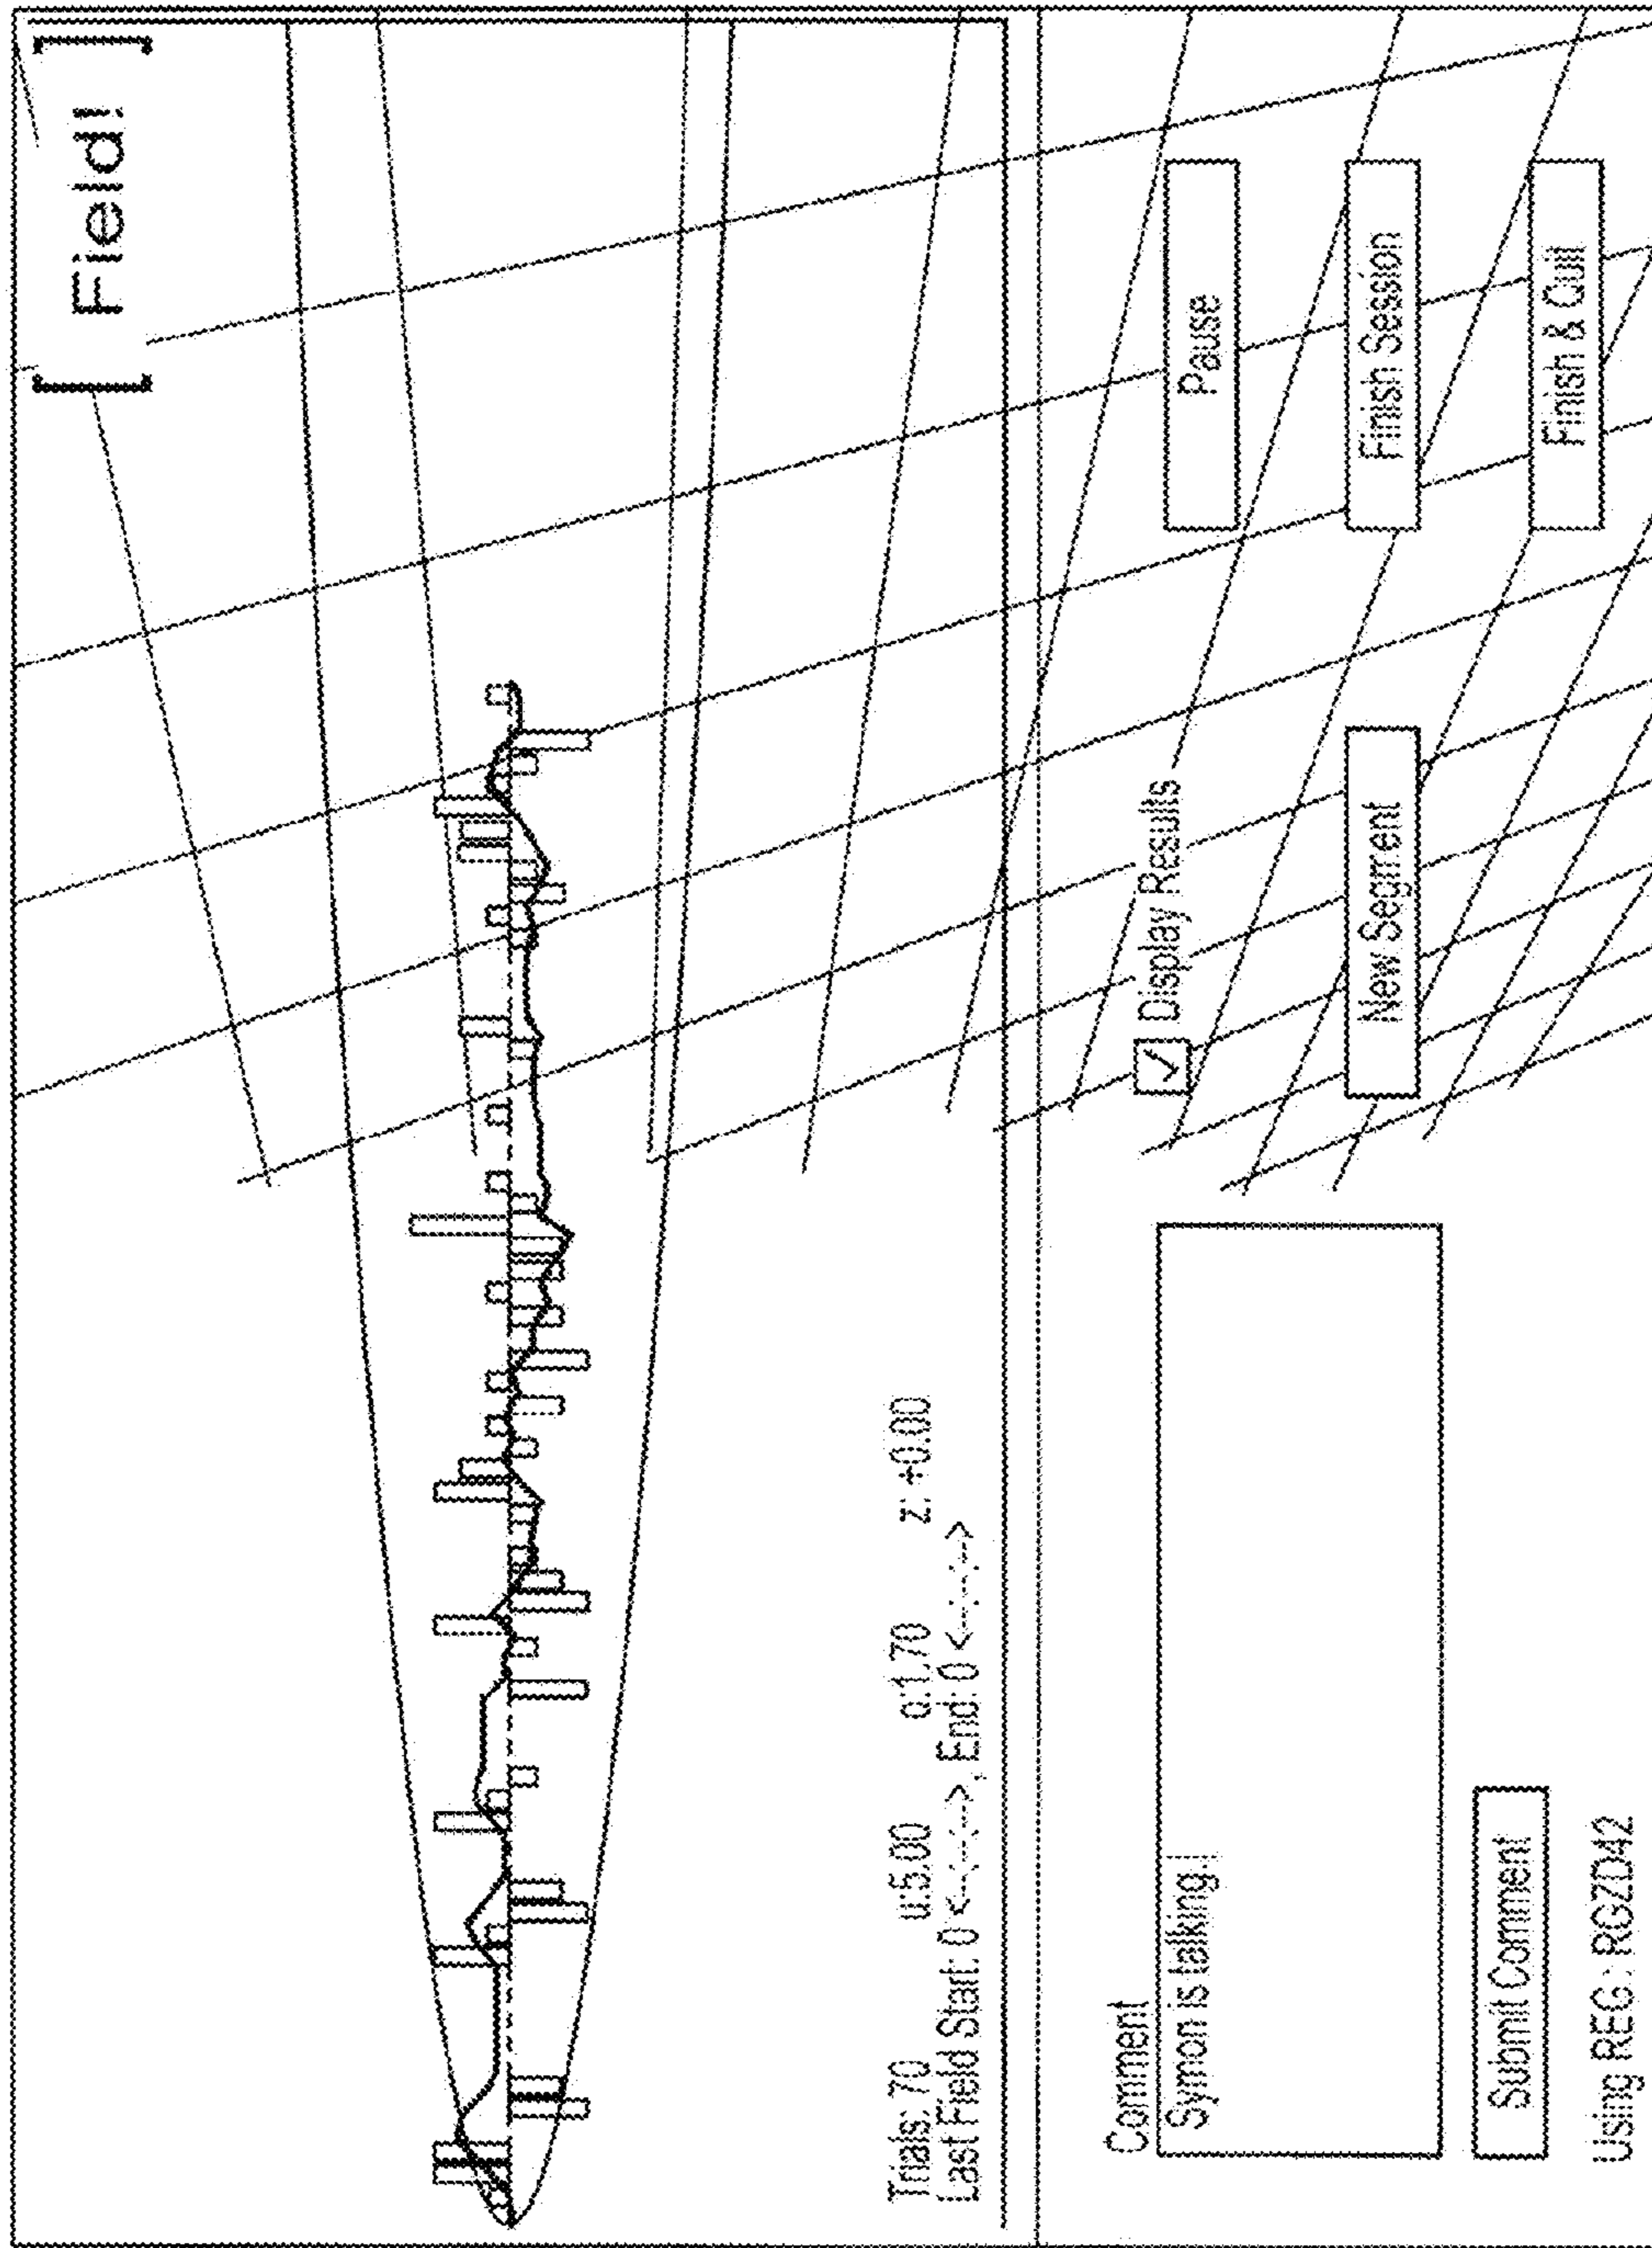 [ Field! ]
Trials: 70 u:5.00 o:1.70 z: +0.00
Last Field Start: 0 <--:--:-->, End: 0 <--:--:-->
Comment
Symon is talking.
Display Results
Pause
New Segment
Finish Session
Submit Comment
Finish & Quit
Using REG: RGZD42